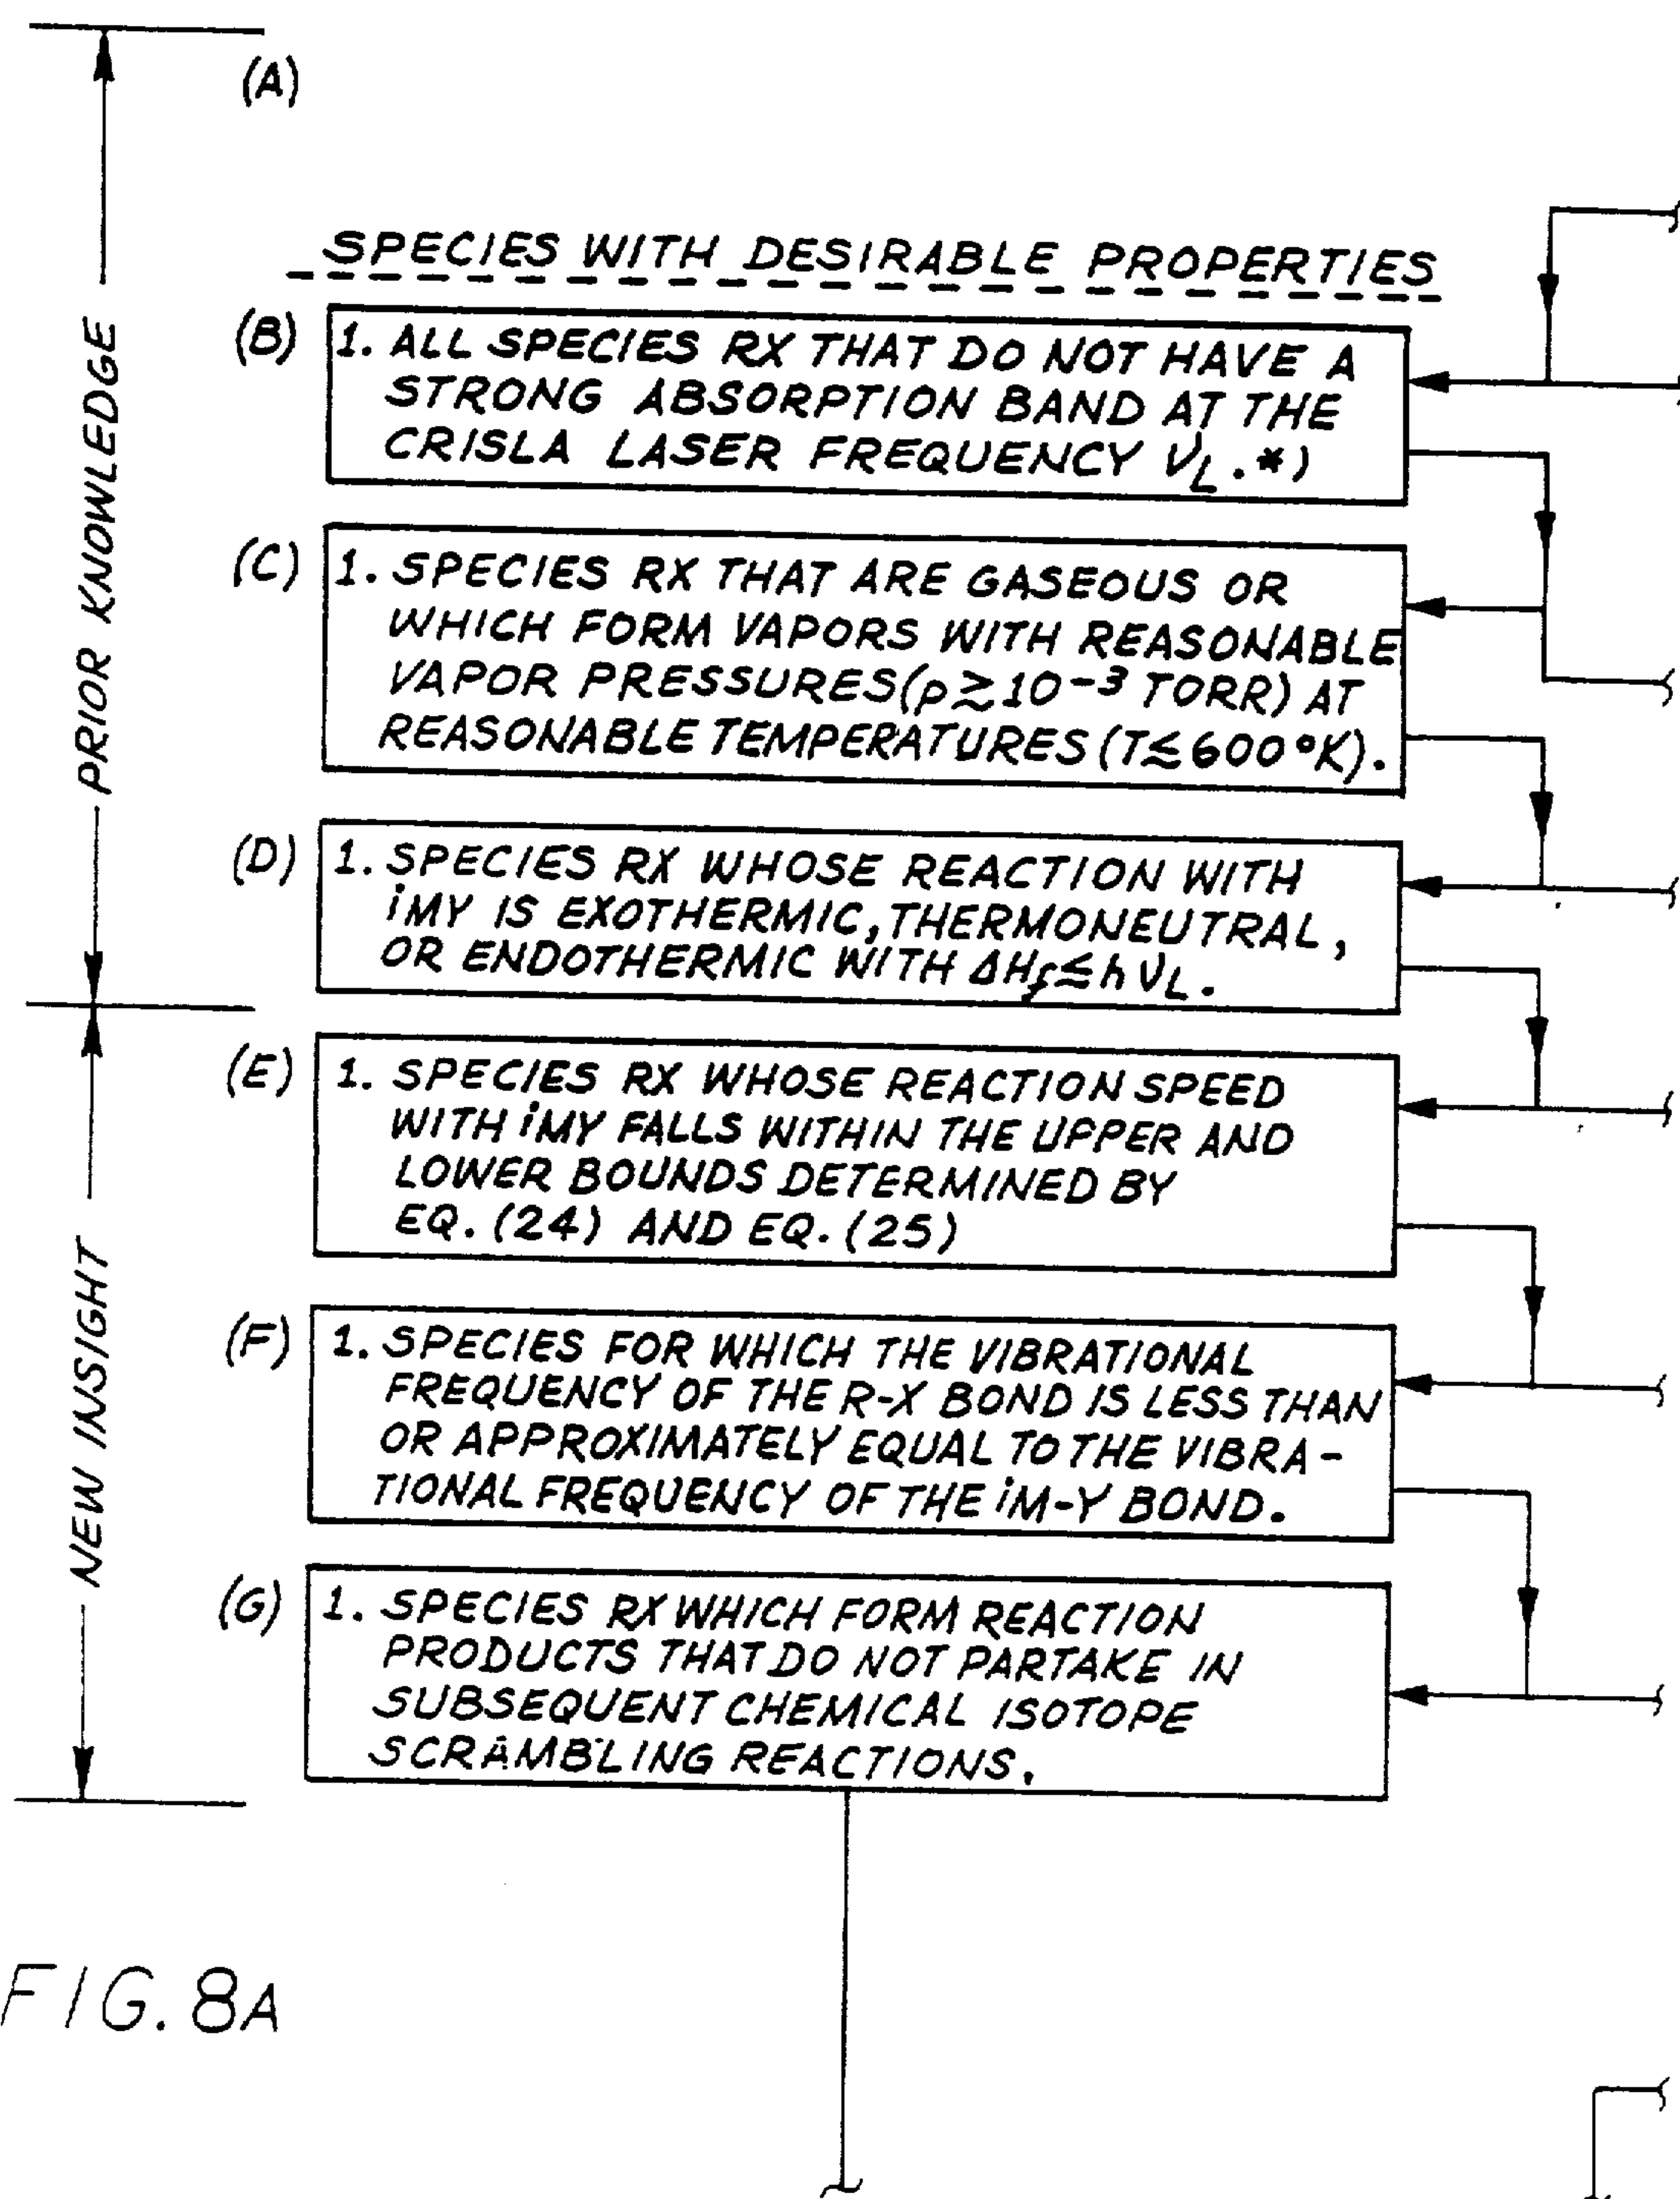 (A)
SPECIES WITH DESIRABLE PROPERTIES
(B) 1. ALL SPECIES RX THAT DO NOT HAVE A
STRONG ABSORPTION BAND AT THE
CRISLA LASER FREQUENCY νL.*)
(C) 1. SPECIES RX THAT ARE GASEOUS OR
WHICH FORM VAPORS WITH REASONABLE
VAPOR PRESSURES (p ≳ 10⁻³ TORR) AT
REASONABLE TEMPERATURES (T ≲ 600 °K).
(D) 1. SPECIES RX WHOSE REACTION WITH
iMY IS EXOTHERMIC, THERMONEUTRAL,
OR ENDOTHERMIC WITH ΔHf ≲ hνL.
PRIOR KNOWLEDGE
(E) 1. SPECIES RX WHOSE REACTION SPEED
WITH iMY FALLS WITHIN THE UPPER AND
LOWER BOUNDS DETERMINED BY
EQ. (24) AND EQ. (25)
(F) 1. SPECIES FOR WHICH THE VIBRATIONAL
FREQUENCY OF THE R-X BOND IS LESS THAN
OR APPROXIMATELY EQUAL TO THE VIBRA-
TIONAL FREQUENCY OF THE iM-Y BOND.
(G) 1. SPECIES RX WHICH FORM REACTION
PRODUCTS THAT DO NOT PARTAKE IN
SUBSEQUENT CHEMICAL ISOTOPE
SCRAMBLING REACTIONS.
NEW INSIGHT
FIG. 8A